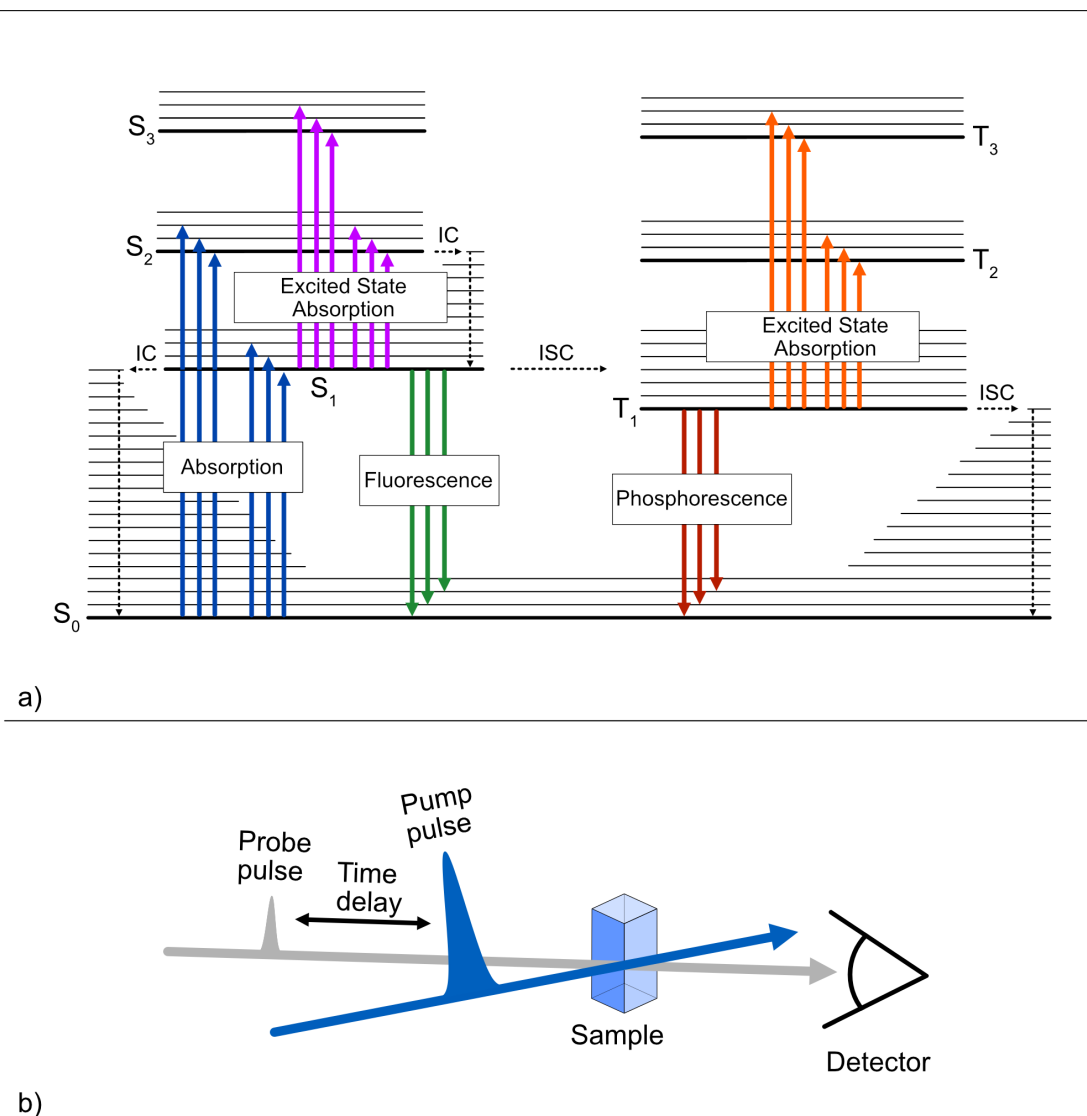 S3
T3
S2
IC
T2
Excited State
Absorption
Excited State
Absorption
IC
ISC
S1
T1
ISC
Absorption
Fluorescence
Phosphorescence
S0
a)
Pump
pulse
Probe
pulse
Time
delay
Sample
Detector
b)